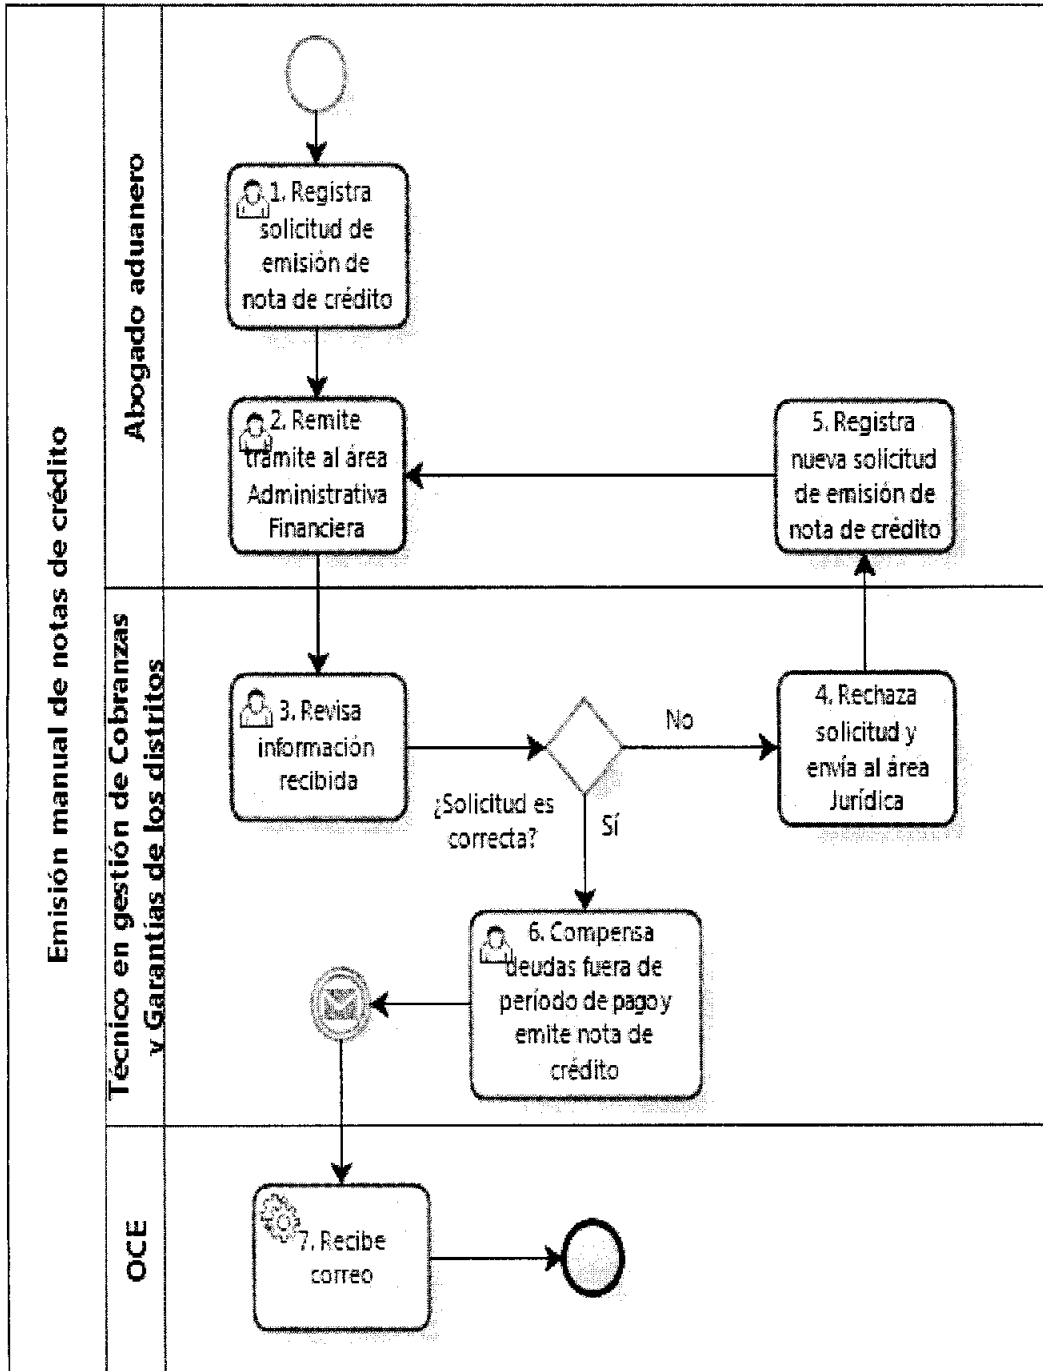 Emisión manual de notas de crédito
Abogado aduanero
1. Registra
solicitud de
emisión de
nota de crédito
2. Remite
trámite al área
Administrativa
Financiera
5. Registra
nueva solicitud
de emisión de
nota de crédito
Técnico en gestión de Cobranzas
y Garantías de los distritos
3. Revisa
información
recibida
¿Solicitud es
correcta?
No
Sí
4. Rechaza
solicitud y
envía al área
Jurídica
6. Compensa
deudas fuera de
período de pago y
emite nota de
crédito
OCE
7. Recibe
correo